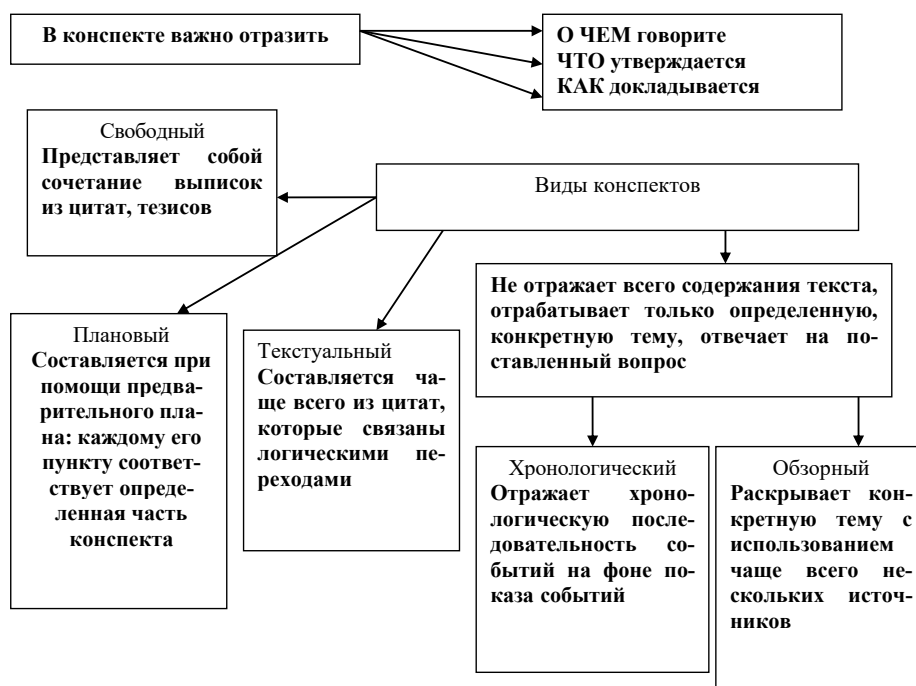 В конспекте важно отразить
О ЧЕМ говорите
ЧТО утверждается
КАК докладывается
Свободный
Представляет собой
сочетание выписок
из цитат, тезисов
Виды конспектов
Не отражает всего содержания текста,
отрабатывает только определенную,
конкретную тему, отвечает на по-
ставленный вопрос
Плановый
Составляется при
помощи предва-
рительного пла-
на: каждому его
пункту соответ-
ствует опреде-
ленная часть
конспекта
Текстуальный
Составляется ча-
ще всего из цитат,
которые связаны
логическими пе-
реходами
Хронологический
Отражает хроно-
логическую после-
довательность со-
бытий на фоне по-
каза событий
Обзорный
Раскрывает кон-
кретную тему с
использованием
чаще всего не-
скольких источ-
ников